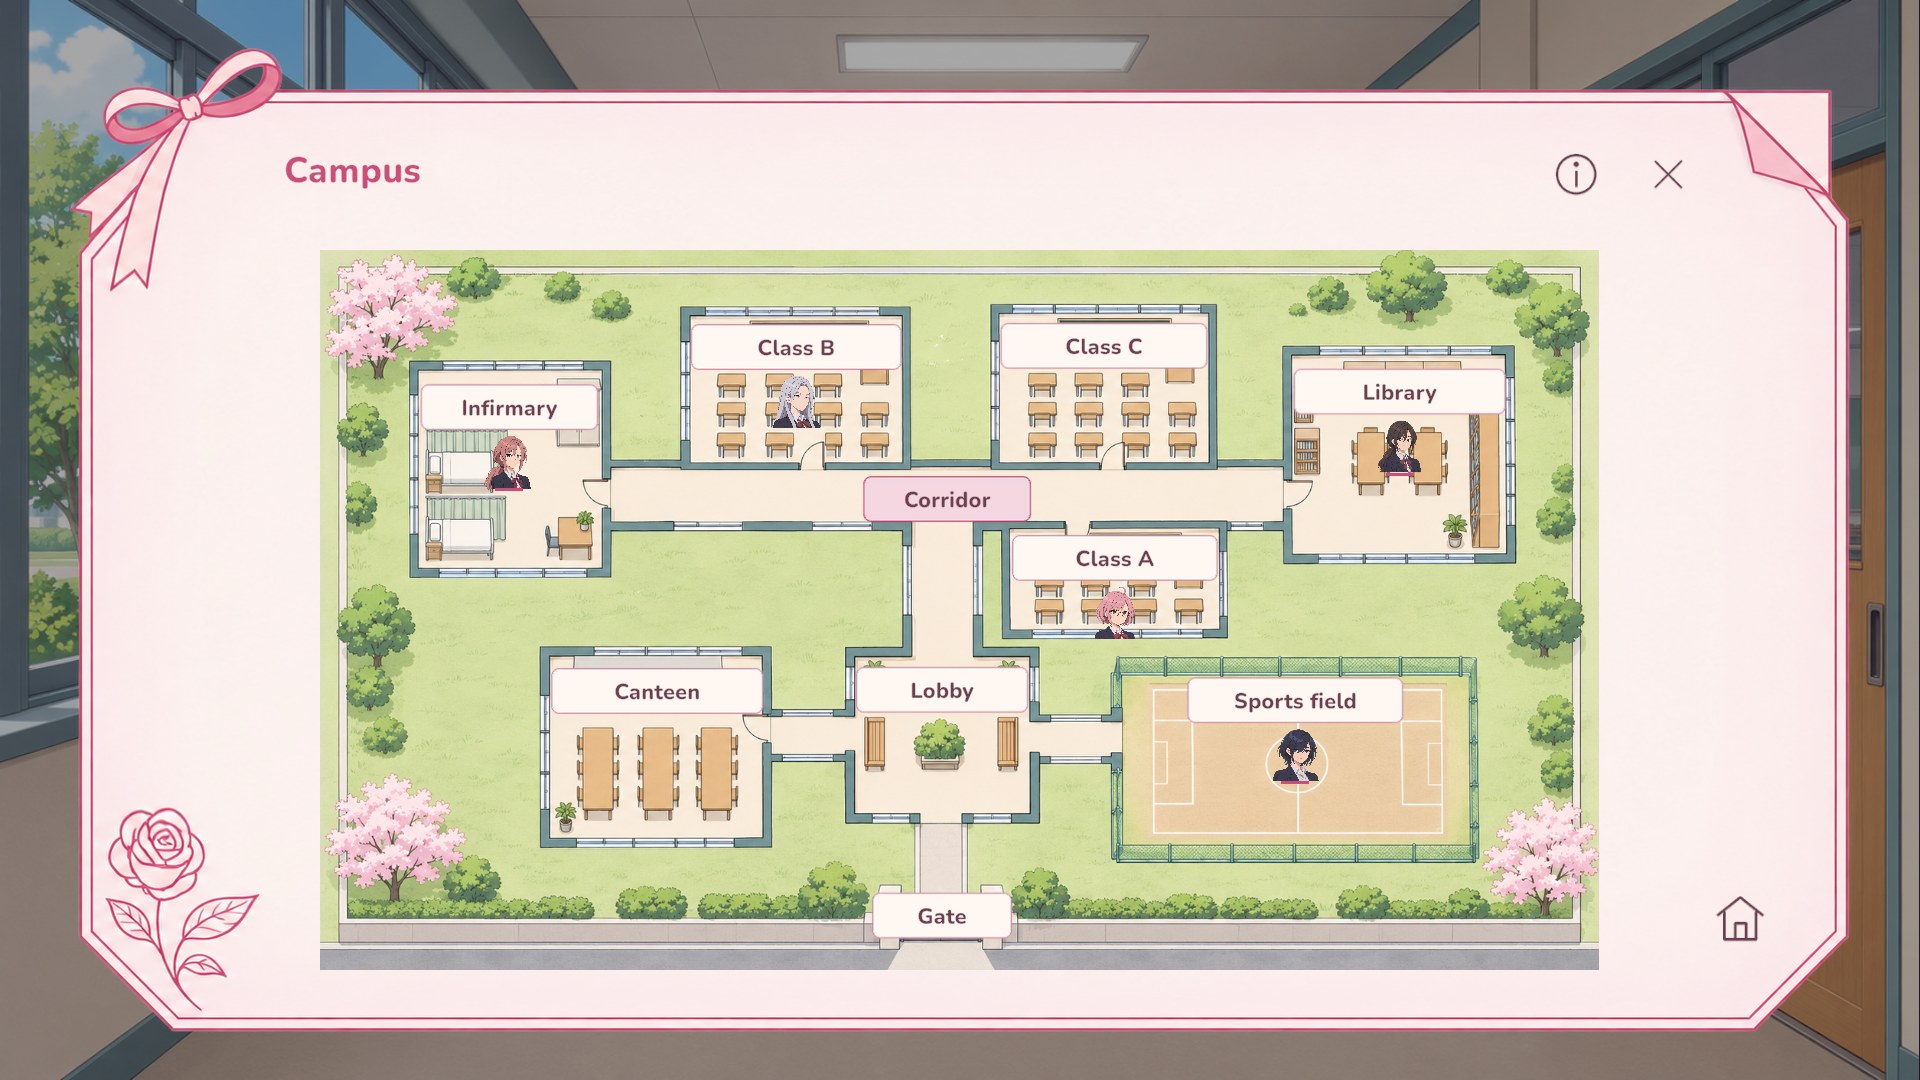 Campus
Class B
Class C
Infirmary
Library
Corridor
Class A
Canteen
Lobby
Sports field
Gate